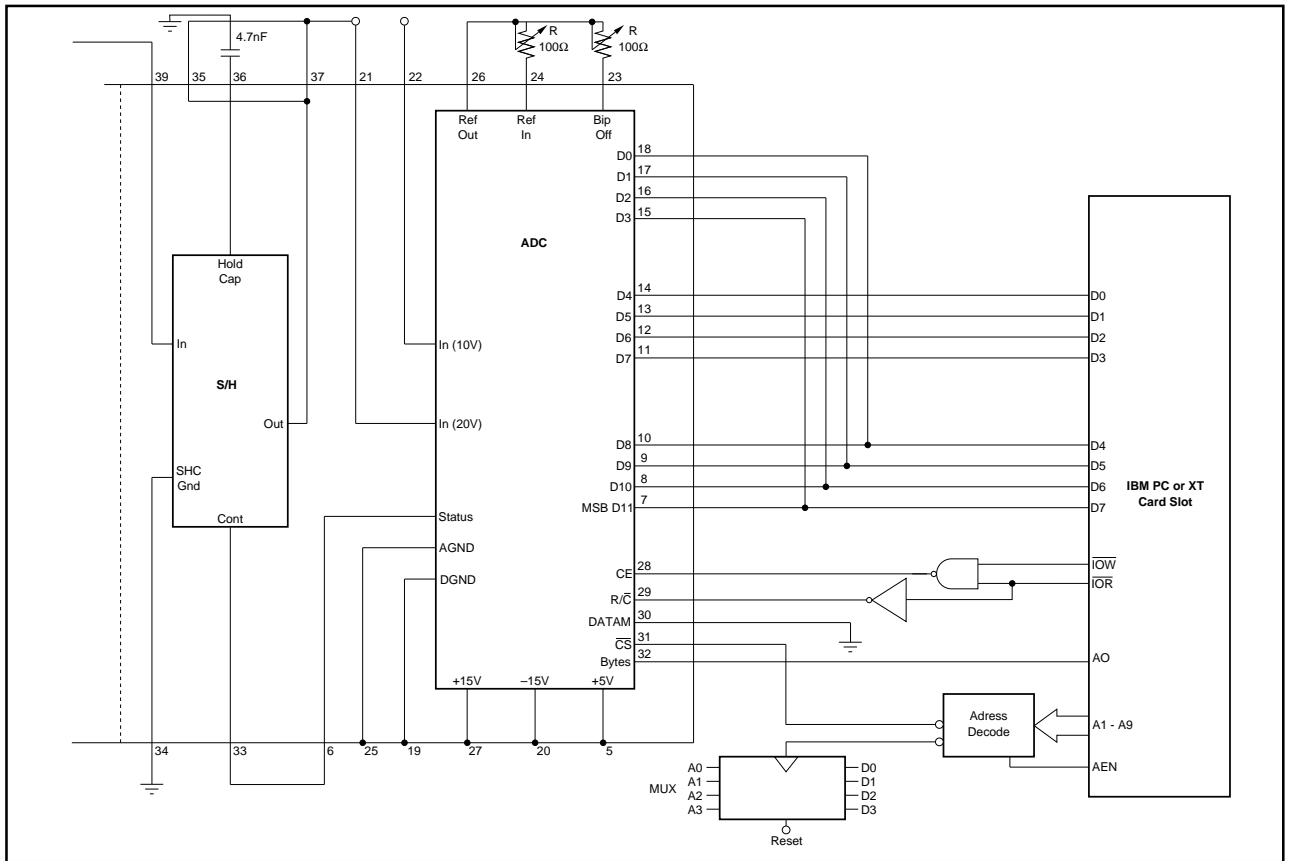 4.7nF
R
100Ω
R
100Ω
39 35 36 37 21 22 26 24 23
Ref Out
Ref In
Bip Off
D0 18
D1 17
D2 16
D3 15
ADC
Hold Cap
In
S/H
Out
SHC Gnd
Cont
In (10V)
In (20V)
Status
AGND
DGND
D4 14
D5 13
D6 12
D7 11
D8 10
D9 9
D10 8
MSB D11 7
CE 28
R/C̅ 29
DATAM 30
C̅S̅ 31
Bytes 32
+15V –15V +5V
34 33 6 25 19 27 20 5
D0
D1
D2
D3
D4
D5
D6
D7
IBM PC or XT
Card Slot
I̅O̅W̅
I̅O̅R̅
AO
A1 - A9
AEN
Adress
Decode
MUX
A0 D0
A1 D1
A2 D2
A3 D3
Reset